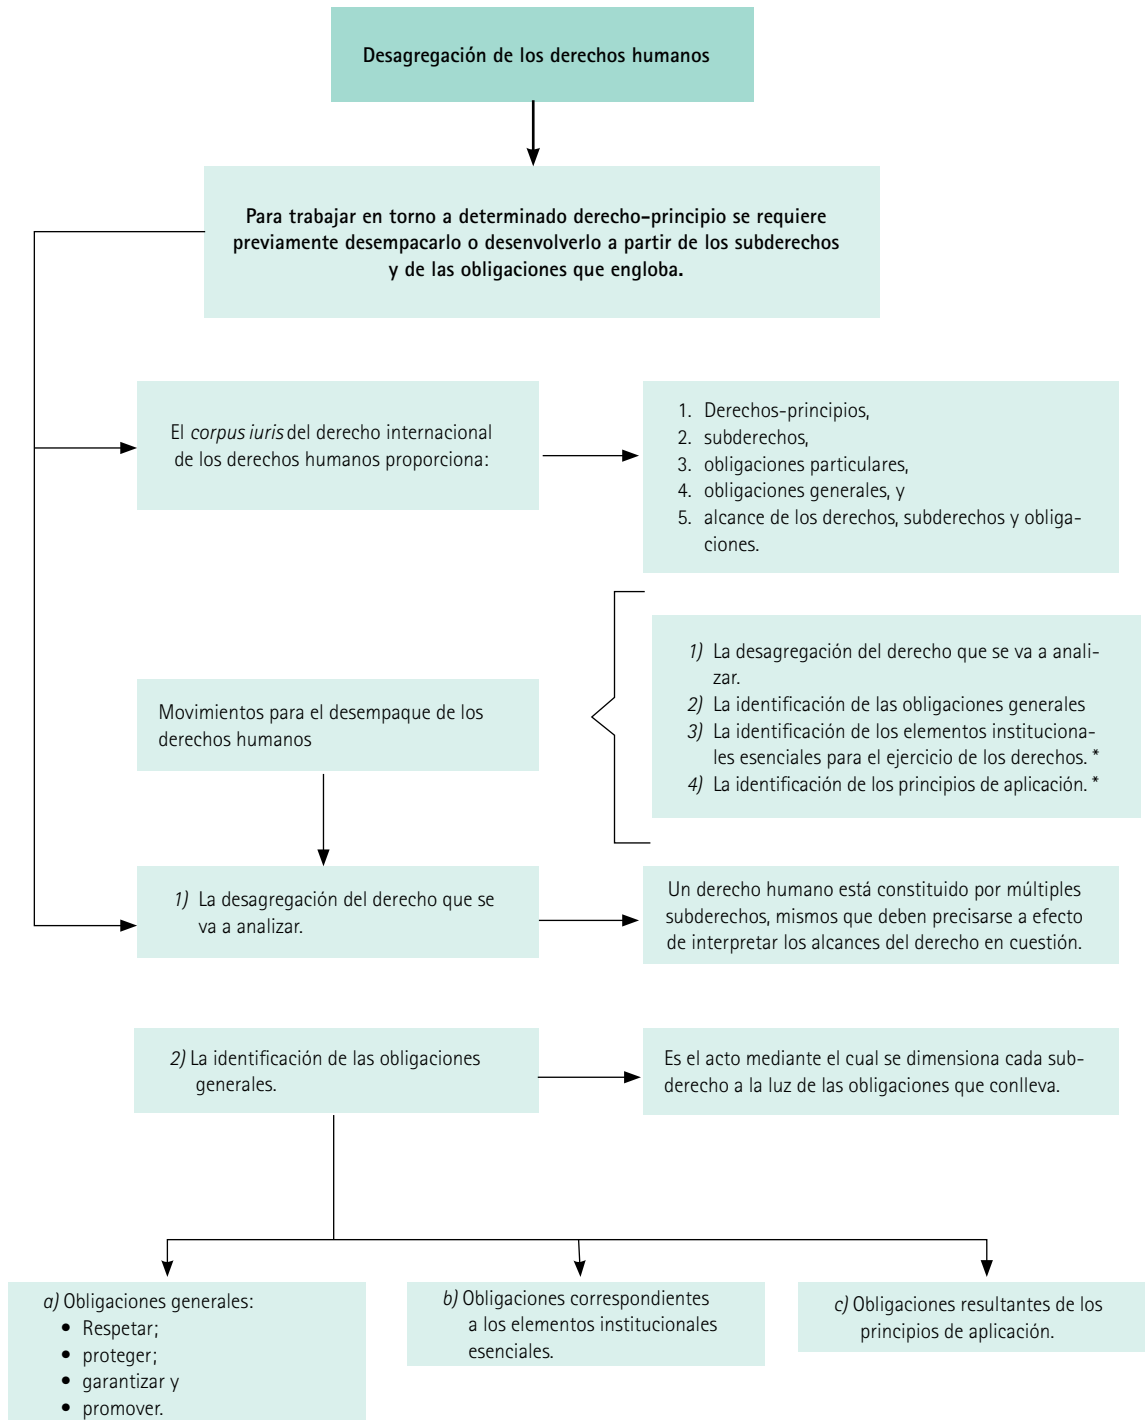 Desagregación de los derechos humanos
Para trabajar en torno a determinado derecho-principio se requiere
previamente desempacarlo o desenvolverlo a partir de los subderechos
y de las obligaciones que engloba.
El corpus iuris del derecho internacional
de los derechos humanos proporciona:
1. Derechos-principios,
2. subderechos,
3. obligaciones particulares,
4. obligaciones generales, y
5. alcance de los derechos, subderechos y obliga-
ciones.
Movimientos para el desempaque de los
derechos humanos
1) La desagregación del derecho que se va a anali-
zar.
2) La identificación de las obligaciones generales
3) La identificación de los elementos instituciona-
les esenciales para el ejercicio de los derechos. *
4) La identificación de los principios de aplicación. *
1) La desagregación del derecho que se
va a analizar.
Un derecho humano está constituido por múltiples
subderechos, mismos que deben precisarse a efecto
de interpretar los alcances del derecho en cuestión.
2) La identificación de las obligaciones
generales.
Es el acto mediante el cual se dimensiona cada sub-
derecho a la luz de las obligaciones que conlleva.
a) Obligaciones generales:
• Respetar;
• proteger;
• garantizar y
• promover.
b) Obligaciones correspondientes
a los elementos institucionales
esenciales.
c) Obligaciones resultantes de los
principios de aplicación.